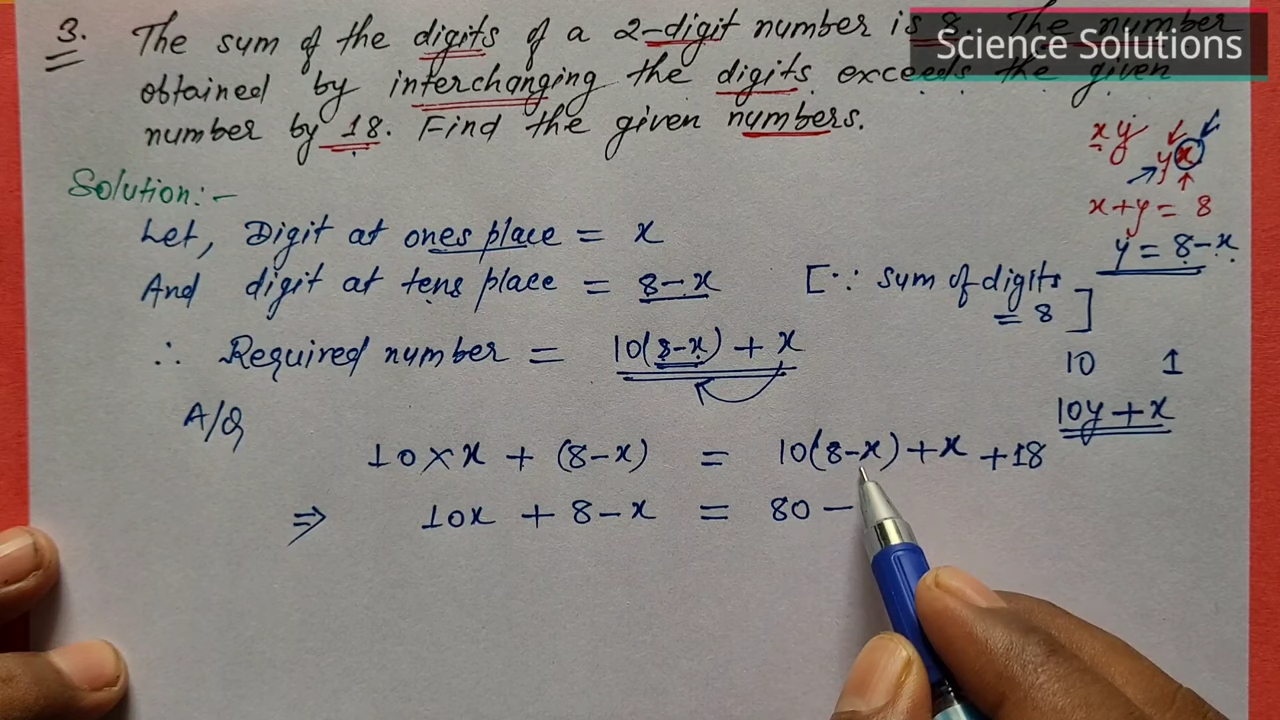 3. The sum of the digits of a 2-digit number is 8. The number
Science Solutions
obtained by interchanging the digits exceeds the given
number by 18. Find the given numbers.
x y
y x
Solution:-
x+y = 8
Let, Digit at ones place = x
y = 8-x
And digit at tens place = 8-x [∵ sum of digits
= 8 ]
∴ Required number = 10(8-x) + x
10 1
A/Q
10y + x
10×x + (8-x) = 10(8-x)+x +18
⇒ 10x + 8-x = 80 -